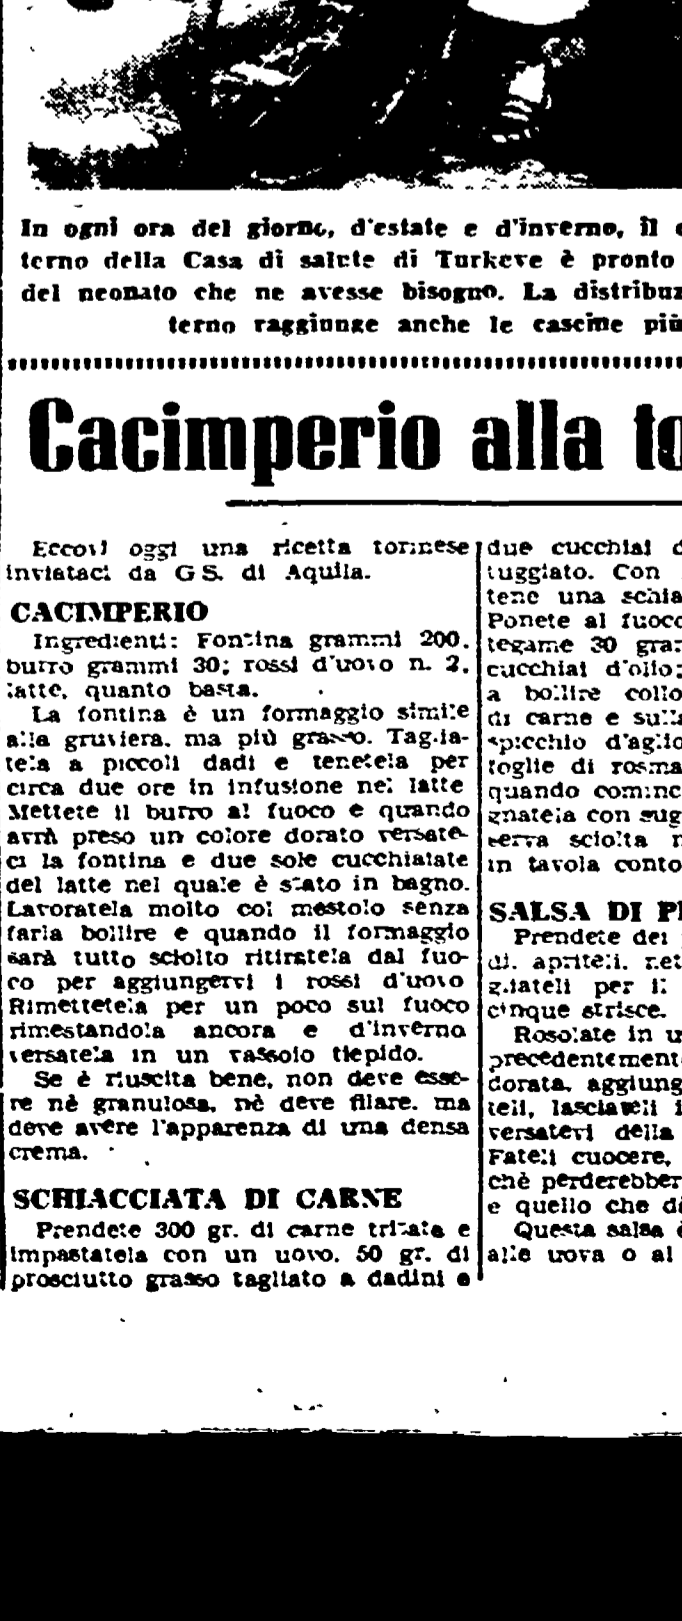 In ogni ora del giorno, d'estate e d'inverno, il
terno della Casa di salute di Turkeve è pronto
del neonato che ne avesse bisogno. La distribuz
terno raggiunge anche le cascine più
Cacimperio alla to
Eccovi oggi una ricetta torinese
inviataci da G S. di Aquila.
CACIMPERIO
Ingredienti: Fontina grammi 200,
burro grammi 30; rossi d'uovo n. 2,
latte, quanto basta.
La fontina è un formaggio simile
alla gruviera, ma più grasso. Taglia-
tela a piccoli dadi e tenetela per
circa due ore in infusione nel latte
Mettete il burro al fuoco e quando
avrà preso un colore dorato versate-
ci la fontina e due sole cucchiaiate
del latte nel quale è stato in bagno.
Lavoratela molto col mestolo senza
farla bollire e quando il formaggio
sarà tutto sciolto ritiratela dal fuo-
co per aggiungervi i rossi d'uovo
Rimettetela per un poco sul fuoco
rimestandola ancora e d'inverno
versatela in un vassoio tiepido.
Se è riuscita bene, non deve esse-
re nè granulosa, nè deve filare, ma
deve avere l'apparenza di una densa
crema.
SCHIACCIATA DI CARNE
Prendete 300 gr. di carne tritata e
impastatela con un uovo, 50 gr. di
prosciutto grasso tagliato a dadini e
due cucchiai d
tuggiato. Con
tene una schia
Ponete al fuoco
tegame 30 gra
cucchiai d'olio;
a bollire collo
di carne e sulla
spicchio d'aglio
foglie di rosma
quando cominc
gnatela con sug
serva sciolta n
in tavola conto
SALSA DI P
Prendete dei
di, apriteli, net
gliateli per il
cinque strisce.
Rosolate in u
precedentement
dorata, aggiung
teli, lasciateli i
versatevi della
Fateli cuocere,
chè perderebber
e quello che d
Questa salsa è
alle uova o al